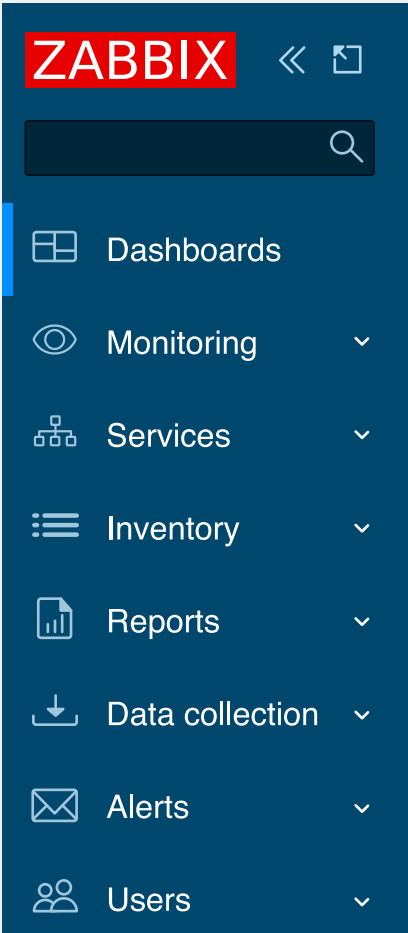 ZABBIX
Dashboards
Monitoring
Services
Inventory
Reports
Data collection
Alerts
Users